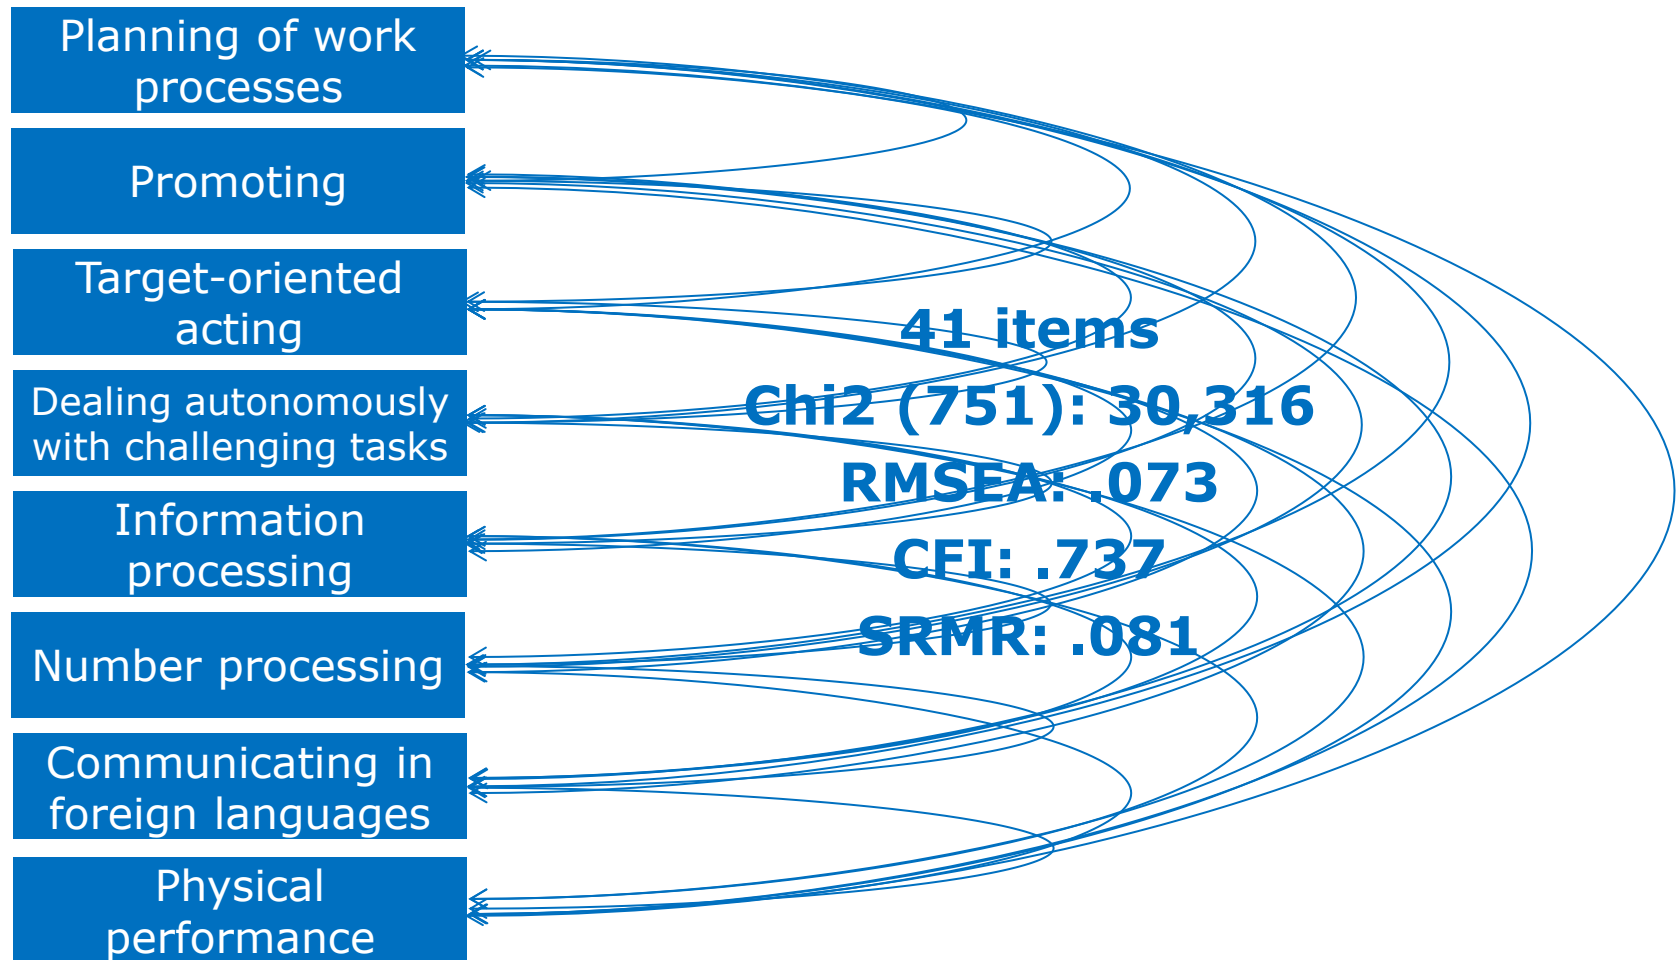 Planning of work
processes
Promoting
Target-oriented
acting
Dealing autonomously
with challenging tasks
Information
processing
Number processing
Communicating in
foreign languages
Physical
performance
41 items
Chi2 (751): 30,316
RMSEA: .073
CFI: .737
SRMR: .081